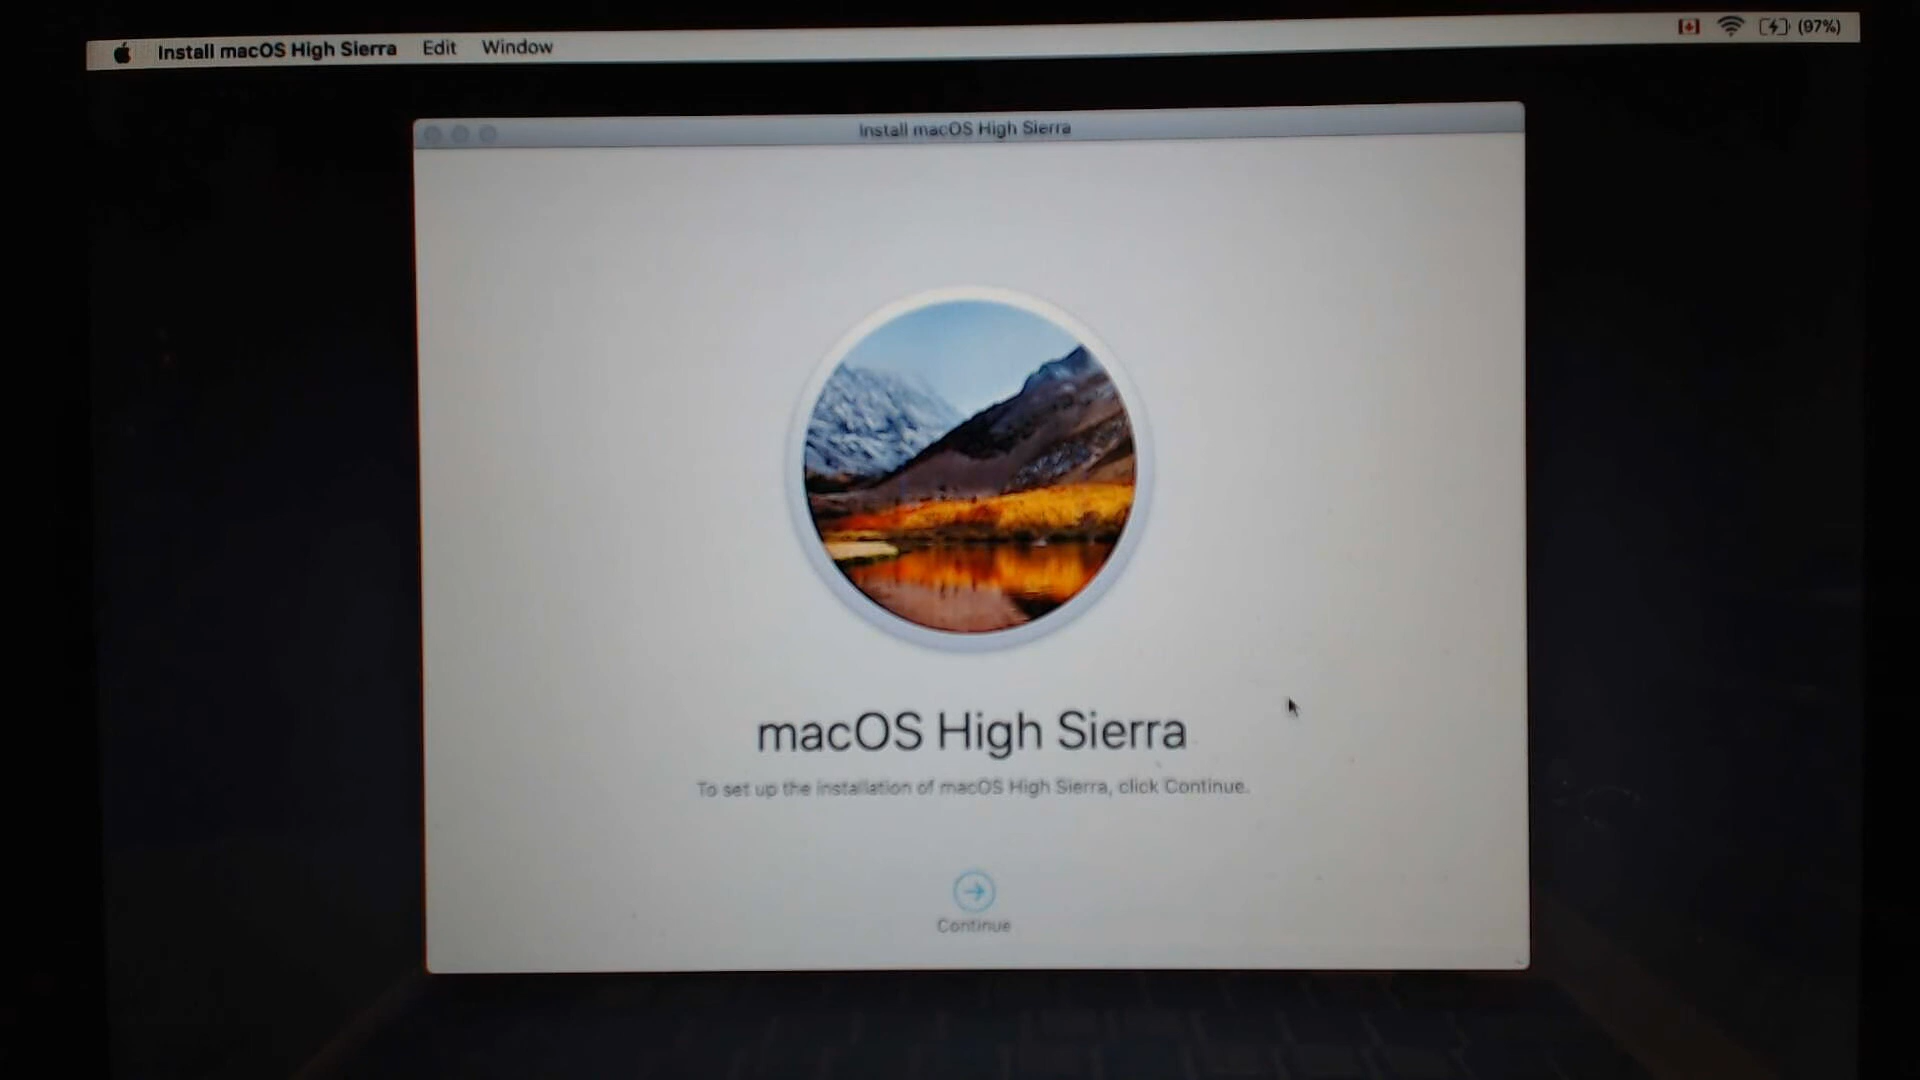 Install macOS High Sierra Edit Window (97%)
Install macOS High Sierra
macOS High Sierra
To set up the installation of macOS High Sierra, click Continue.
Continue